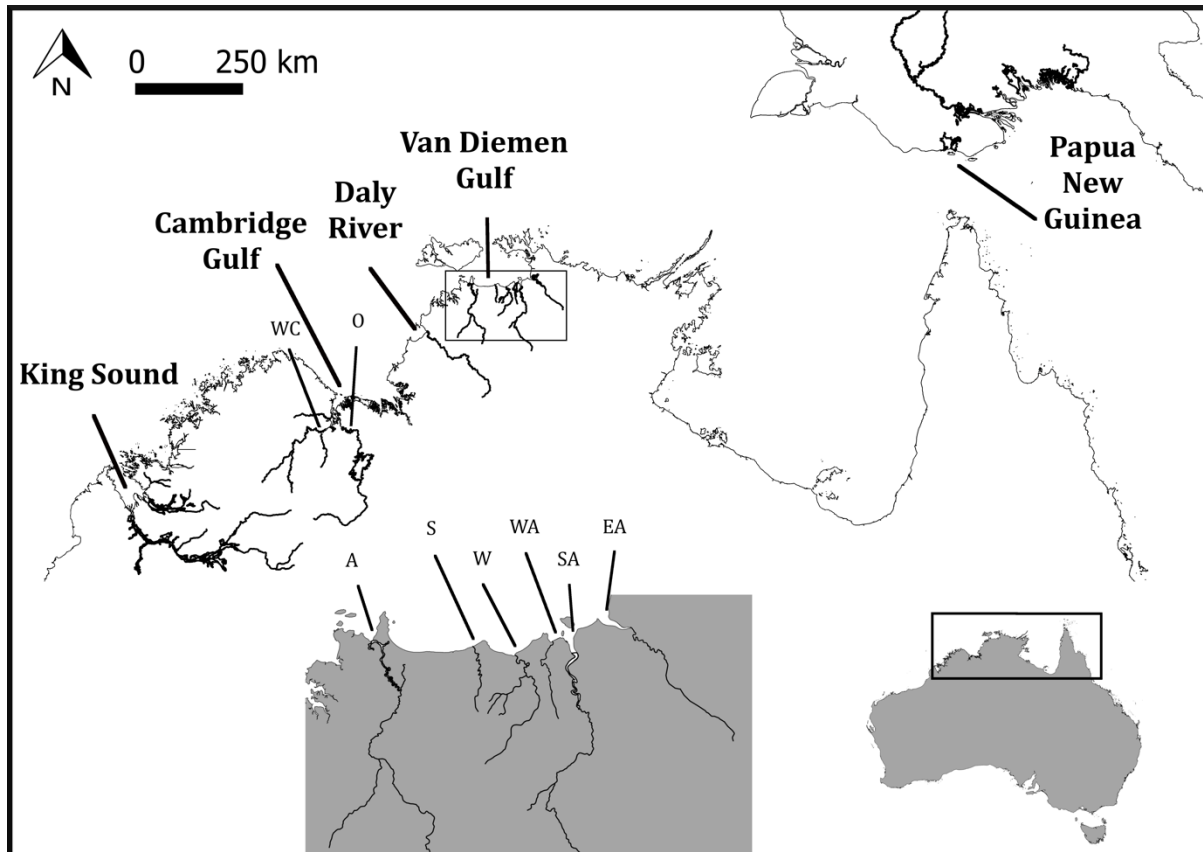 0 250 km
N
Van Diemen
Gulf
Daly
River
Cambridge
Gulf
Papua
New
Guinea
WC
O
King Sound
A
S
W
WA
SA
EA